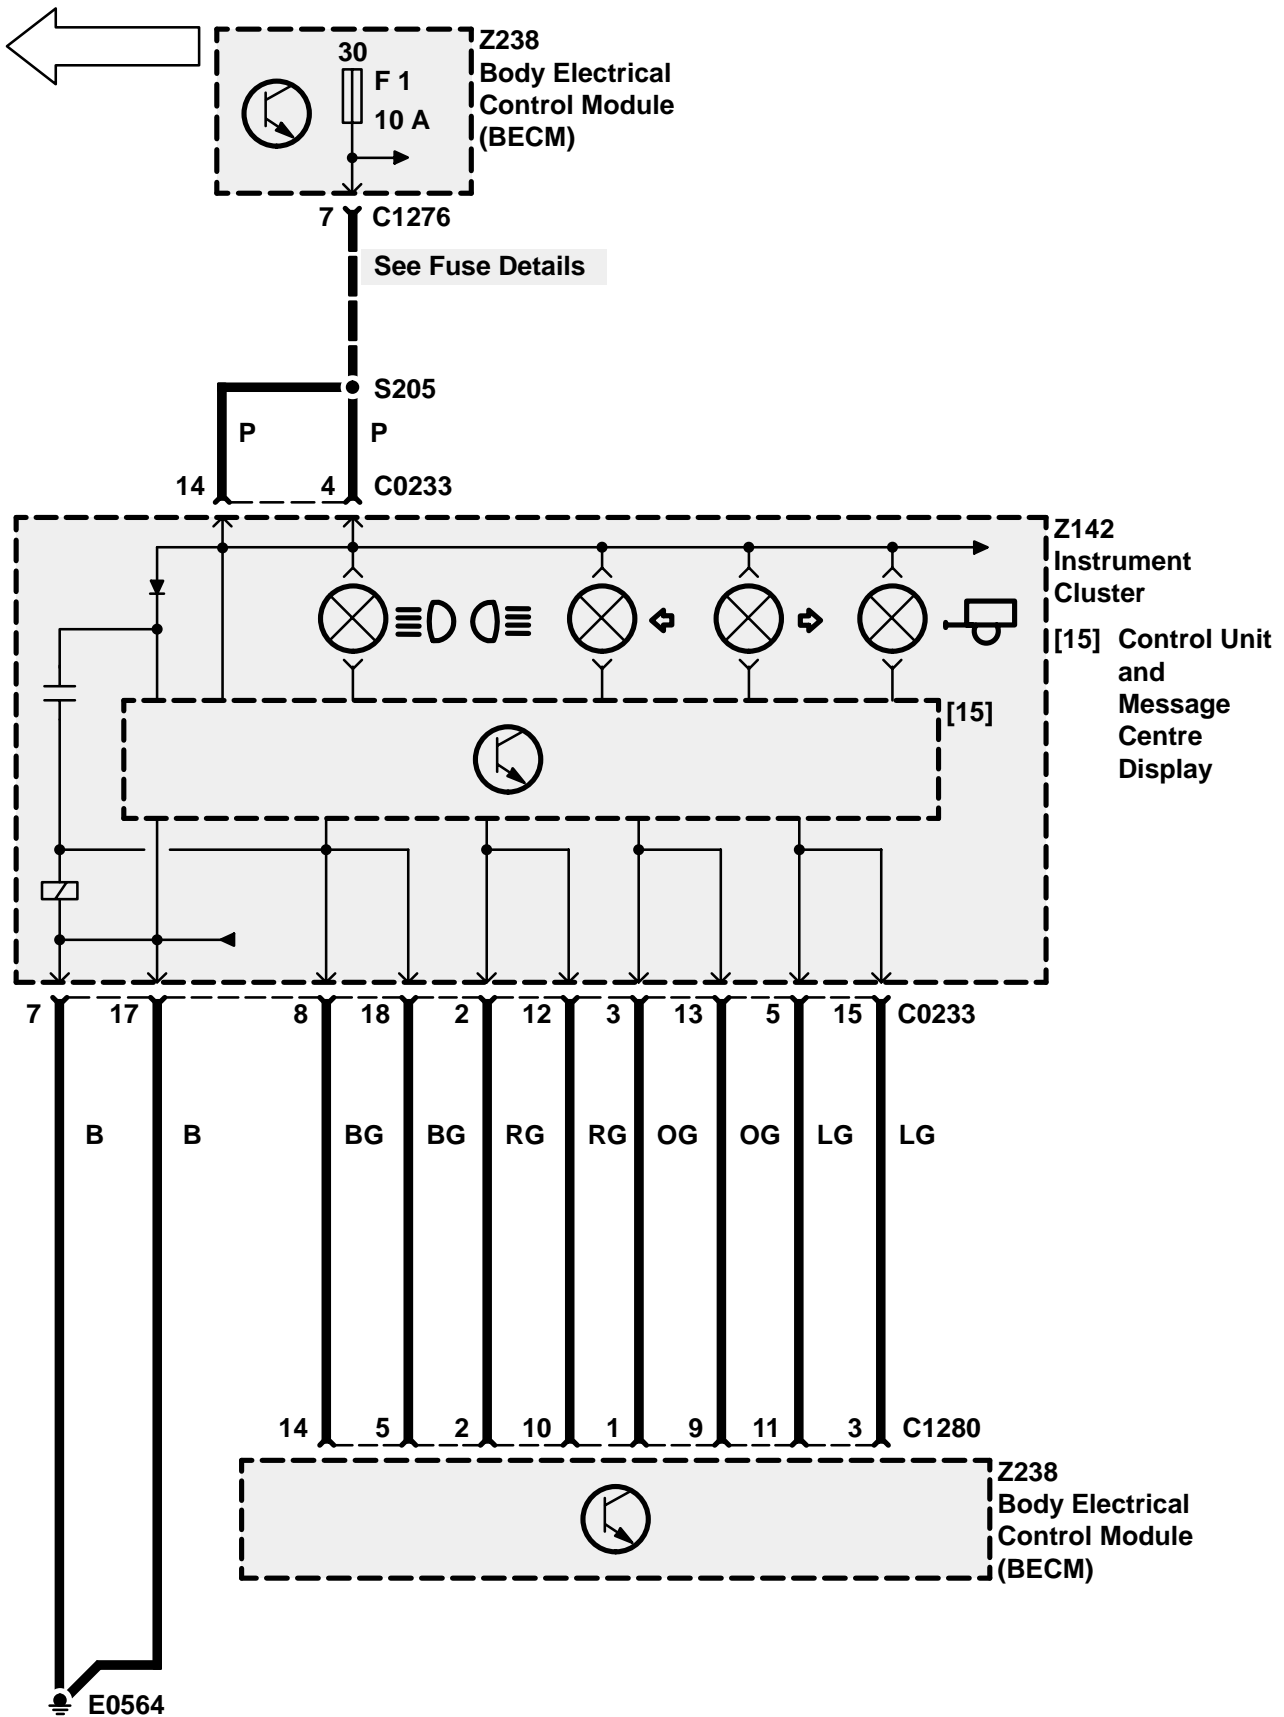 Z238
30
Body Electrical
F 1
Control Module
10 A
(BECM)
7 C1276
See Fuse Details
S205
P P
14 4 C0233
Z142
Instrument
Cluster
[15] Control Unit
and
[15]
Message
Centre
Display
7 17 8 18 2 12 3 13 5 15 C0233
B B BG BG RG RG OG OG LG LG
14 5 2 10 1 9 11 3 C1280
Z238
Body Electrical
Control Module
(BECM)
E0564